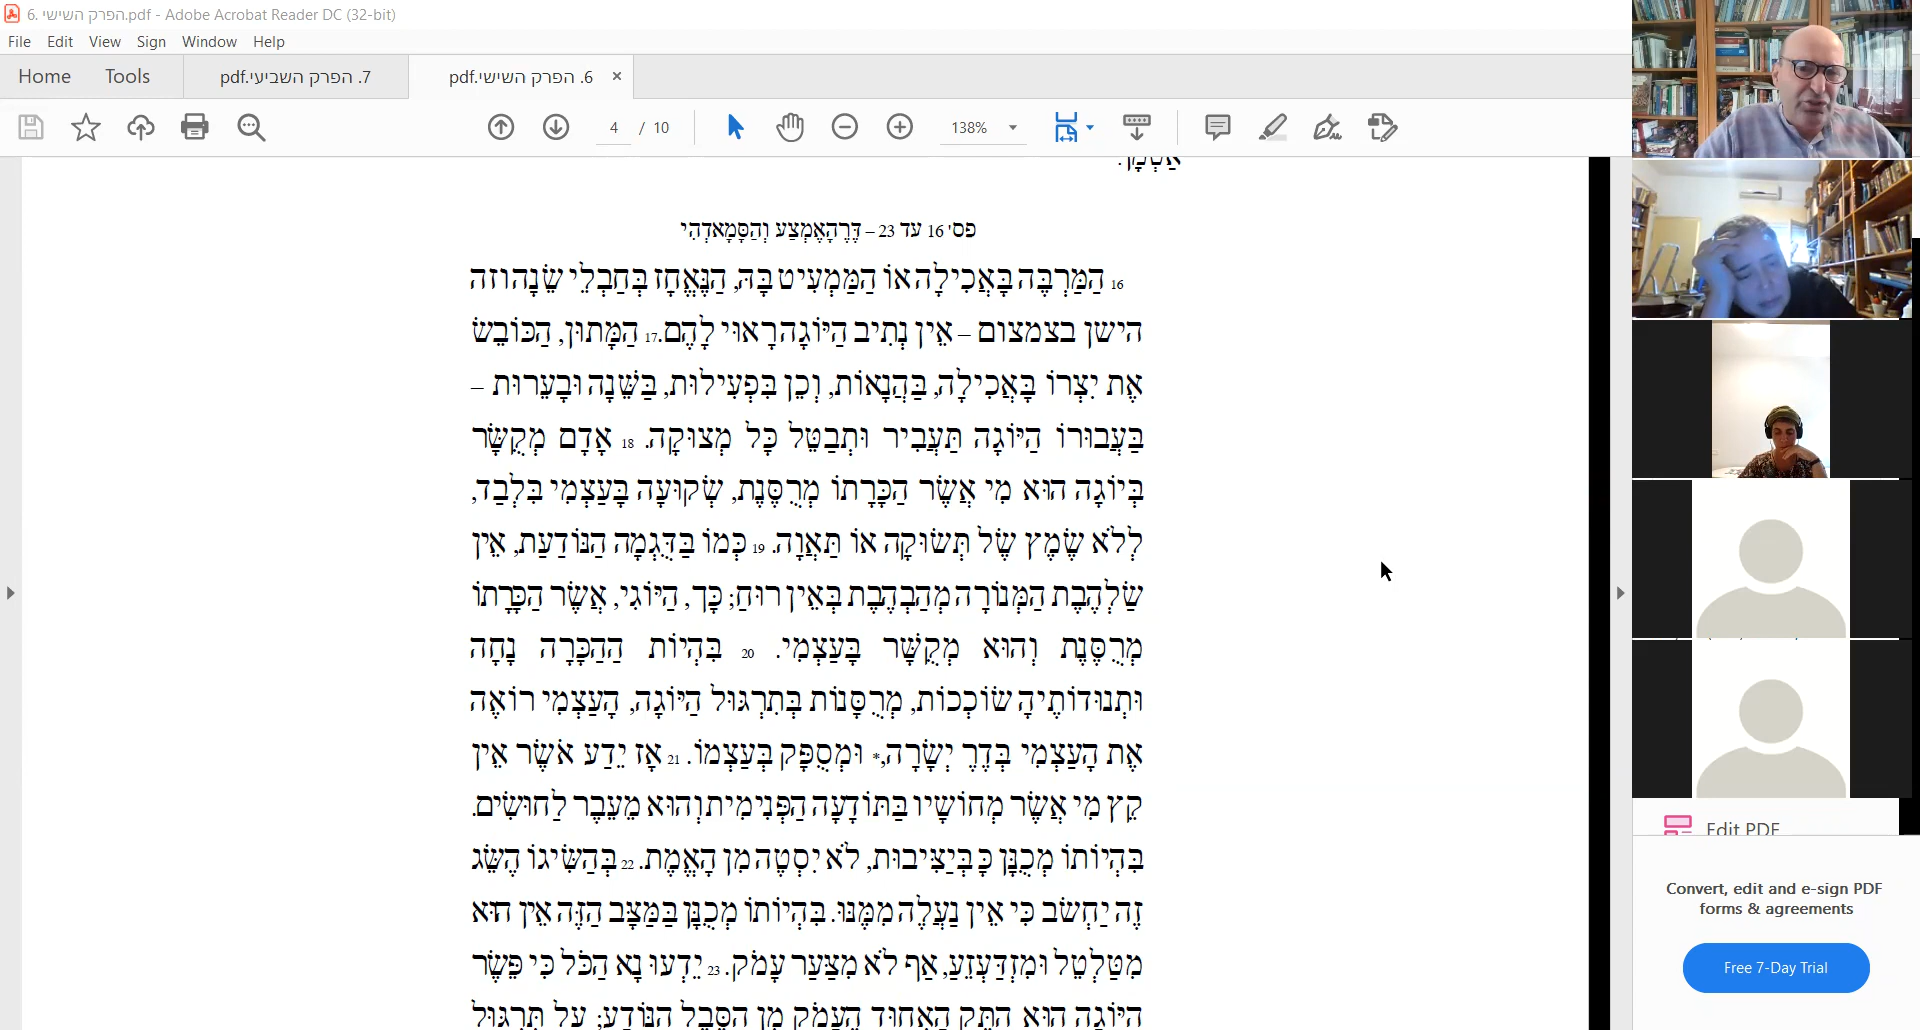 6. הפרק השישי.pdf - Adobe Acrobat Reader DC (32-bit)
File Edit View Sign Window Help
Home Tools 7. הפרק השביעי.pdf 6. הפרק השישי.pdf ×
4 / 10 138%
פס' 16 עד 23 – דֶּרֶהָאֶמְצַע וְהַסָּמָאדְהִי
16 הַמַּרְבֶּה בָּאֲכִילָה אוֹ הַמַּמְעִיט בָּהּ, הַנֶּאֱחָז בְּחַבְלֵי שֵׁנָה וזה
הישן בצמצום – אֵין נְתִיב הַיּוֹגָה רָאוּי לָהֶם. 17 הַמָּתוּן, הַכּוֹבֵשׁ
אֶת יִצְרוֹ בָּאֲכִילָה, בַּהֲנָאוֹת, וְכֵן בִּפְעִילוּת, בַּשֵּׁנָה וּבָעֵרוּת –
בַּעֲבוּרוֹ הַיּוֹגָה תַּעֲבִיר וּתְבַטֵּל כָּל מְצוּקָה. 18 אָדָם מְקֻשָּׁר
בְּיוֹגָה הוּא מִי אֲשֶׁר הַכָּרָתוֹ מְרֻסֶּנֶת, שְׁקוּעָה בָּעַצְמִי בִּלְבַד,
לְלֹא שֶׁמֶץ שֶׁל תְּשׁוּקָה אוֹ תַּאֲוָה. 19 כְּמוֹ בַּדֻּגְמָה הַנּוֹדַעַת, אֵין
שַׁלְהֶבֶת הַמְּנוֹרָה מְהַבְהֶבֶת בְּאֵין רוּחַ; כָּךְ, הַיּוֹגִי, אֲשֶׁר הַכָּרָתוֹ
מְרֻסֶּנֶת וְהוּא מְקֻשָּׁר בָּעַצְמִי. 20 בִּהְיוֹת הַהַכָּרָה נָחָה
וּתְנוּדוֹתֶיהָ שׁוֹכְכוֹת, מְרֻסָּנוֹת בְּתִרְגּוּל הַיּוֹגָה, הָעַצְמִי רוֹאֶה
אֶת הָעַצְמִי בְּדֶרֶ יְשָׁרָה,* וּמְסֻפָּק בְּעַצְמוֹ. 21 אָז יֵדַע אֹשֶׁר אֵין
קֵץ מִי אֲשֶׁר מְחוֹשָׁיו בַּתּוֹדָעָה הַפְּנִימִית וְהוּא מֵעֵבֶר לַחוּשִׁים.
בִּהְיוֹתוֹ מְכֻנָּן כָּ בְּיַצִּיבוּת, לֹא יִסְטֶה מִן הָאֱמֶת. 22 בְּהַשִּׂיגוֹ הֶשֵּׂג
זֶה יַחְשֹׁב כִּי אֵין נַעֲלֶה מִמֶּנּוּ. בִּהְיוֹתוֹ מְכֻנָּן בַּמַּצָּב הַזֶּה אֵין הוּא
מִטַּלְטֵל וּמִזְדַּעְזֵעַ, אַף לֹא מִצַּעַר עָמֹק. 23 יֵדְעוּ נָא הַכֹּל כִּי פֵּשֶׁר
הַיּוֹגָה הוּא הַתֵּק הָאִחוּד הֶעָמֹק מִן הַסֵּבֶל הַנּוֹדָע; עַל תִּרְגּוּל
Edit PDF
Convert, edit and e-sign PDF
forms & agreements
Free 7-Day Trial